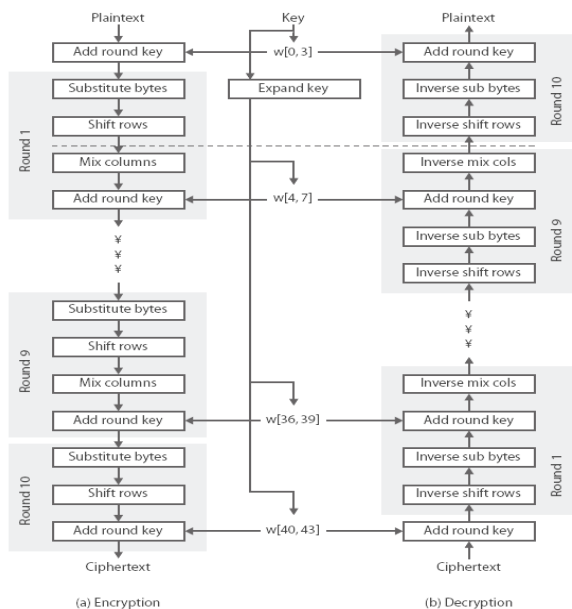 Plaintext
Add round key
Substitute bytes
Shift rows
Mix columns
Add round key
Round 1
¥
¥
¥
Substitute bytes
Shift rows
Mix columns
Add round key
Round 9
Substitute bytes
Shift rows
Add round key
Round 10
Ciphertext
(a) Encryption
Key
w[0, 3]
Expand key
w[4, 7]
w[36, 39]
w[40, 43]
Plaintext
Add round key
Inverse sub bytes
Inverse shift rows
Round 10
Inverse mix cols
Add round key
Inverse sub bytes
Inverse shift rows
Round 9
¥
¥
¥
Inverse mix cols
Add round key
Inverse sub bytes
Inverse shift rows
Round 1
Add round key
Ciphertext
(b) Decryption